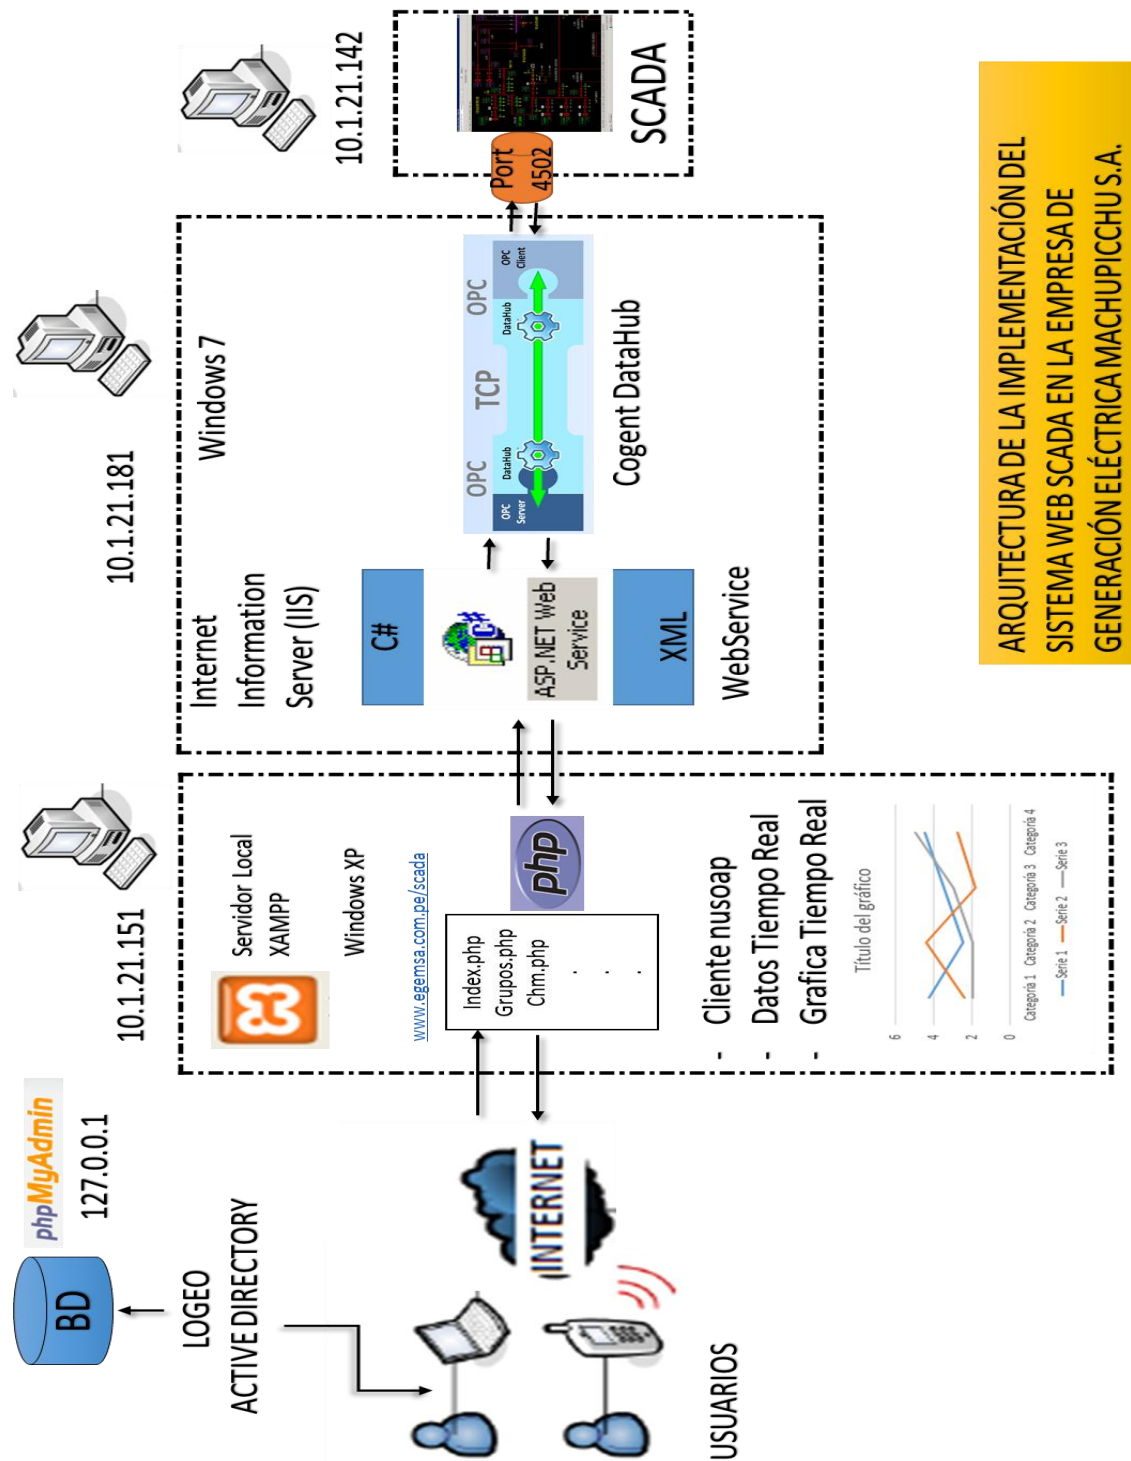 BD
phpMyAdmin
127.0.0.1
LOGEO
ACTIVE DIRECTORY
USUARIOS
INTERNET
10.1.21.151
Servidor Local
XAMPP
Windows XP
www.egemsa.com.pe/scada
Index.php
Grupos.php
Chm.php
.
.
.
php
- Cliente nusoap
- Datos Tiempo Real
- Grafica Tiempo Real
Título del gráfico
6
4
2
0
Categoría 1 Categoría 2 Categoría 3 Categoría 4
Serie 1 Serie 2 Serie 3
10.1.21.181
Internet
Information
Server (IIS)
Windows 7
C#
C#
ASP.NET Web
Service
XML
WebService
OPC TCP OPC
DataHub DataHub
OPC
Server
OPC
Client
Cogent DataHub
10.1.21.142
Port
4502
SCADA
ARQUITECTURA DE LA IMPLEMENTACIÓN DEL
SISTEMA WEB SCADA EN LA EMPRESA DE
GENERACIÓN ELÉCTRICA MACHUPICCHU S.A.